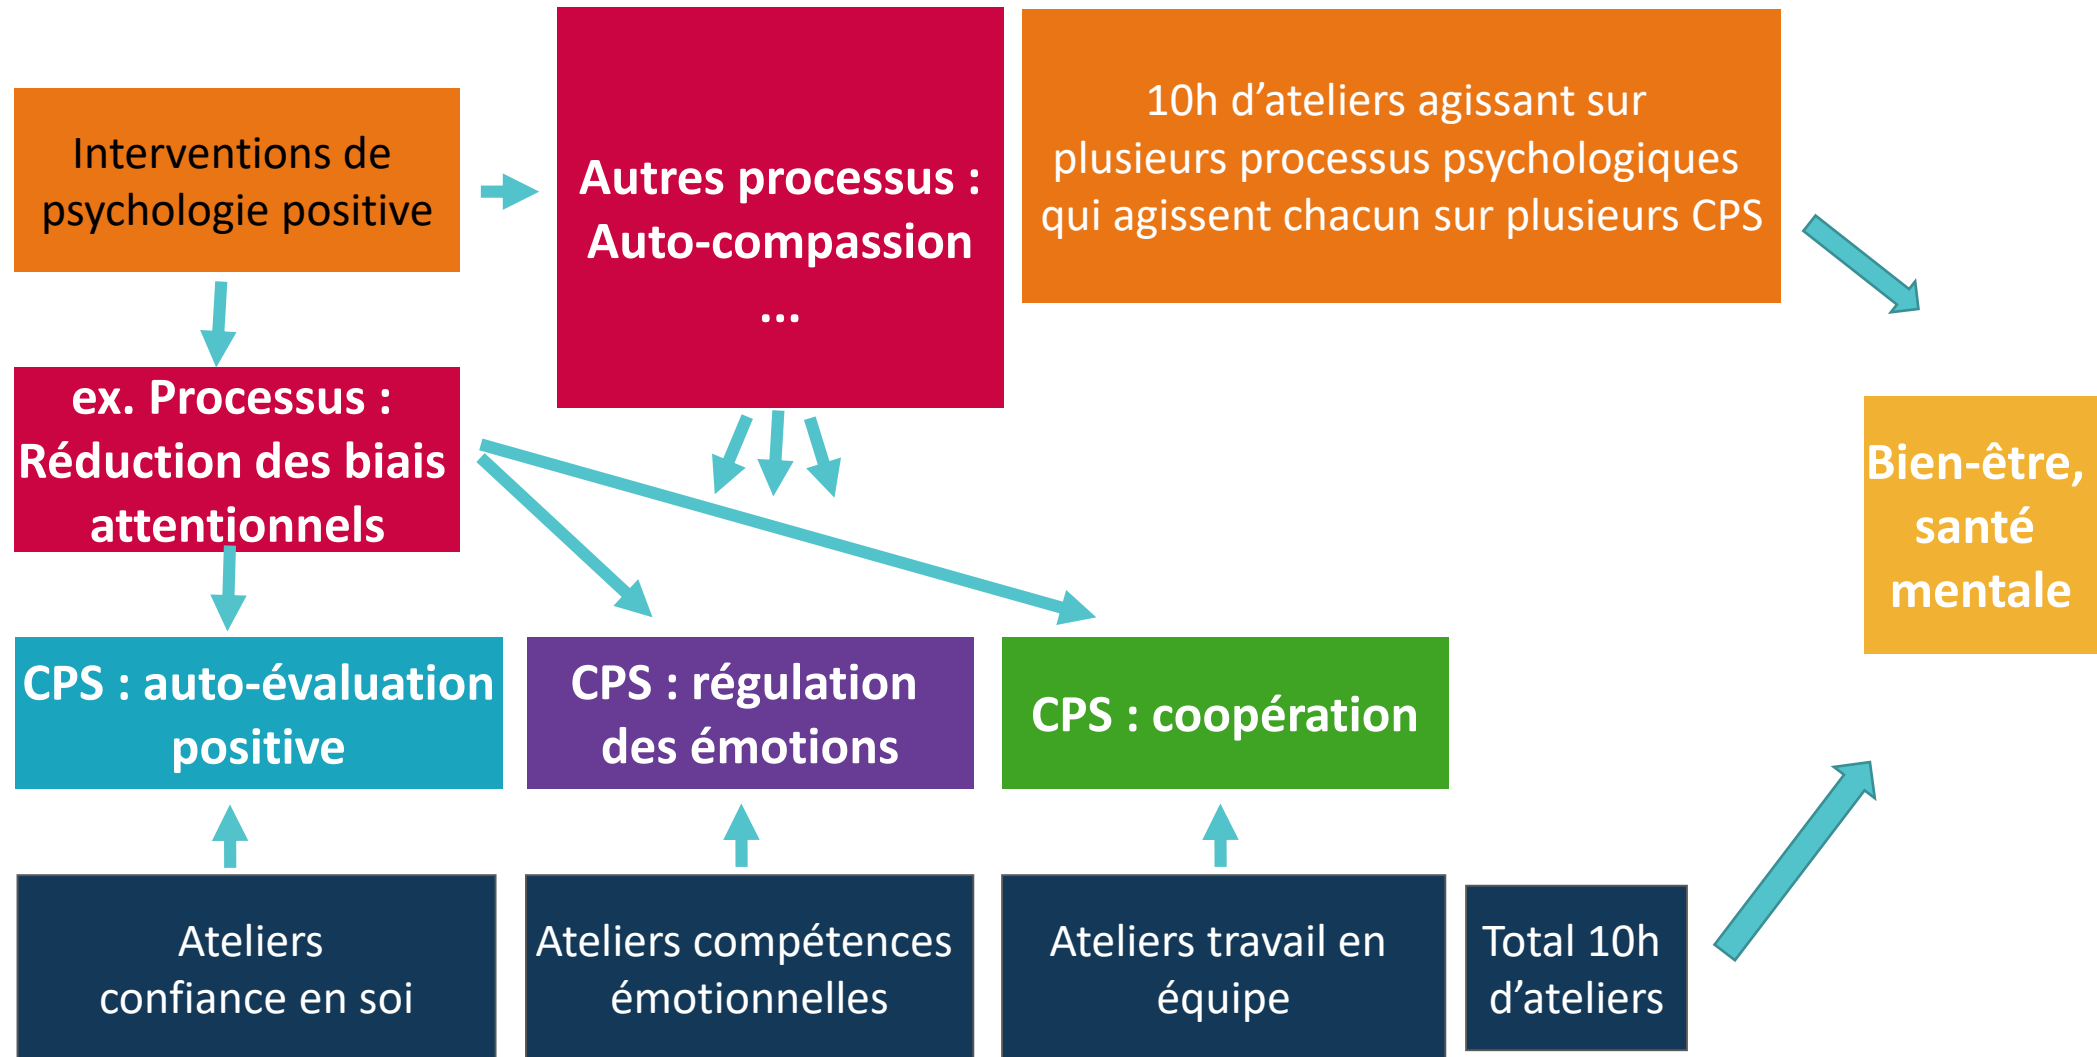 Interventions de
psychologie positive
Autres processus :
Auto-compassion
...
10h d’ateliers agissant sur
plusieurs processus psychologiques
qui agissent chacun sur plusieurs CPS
ex. Processus :
Réduction des biais
attentionnels
Bien-être,
santé
mentale
CPS : auto-évaluation
positive
CPS : régulation
des émotions
CPS : coopération
Ateliers
confiance en soi
Ateliers compétences
émotionnelles
Ateliers travail en
équipe
Total 10h
d’ateliers